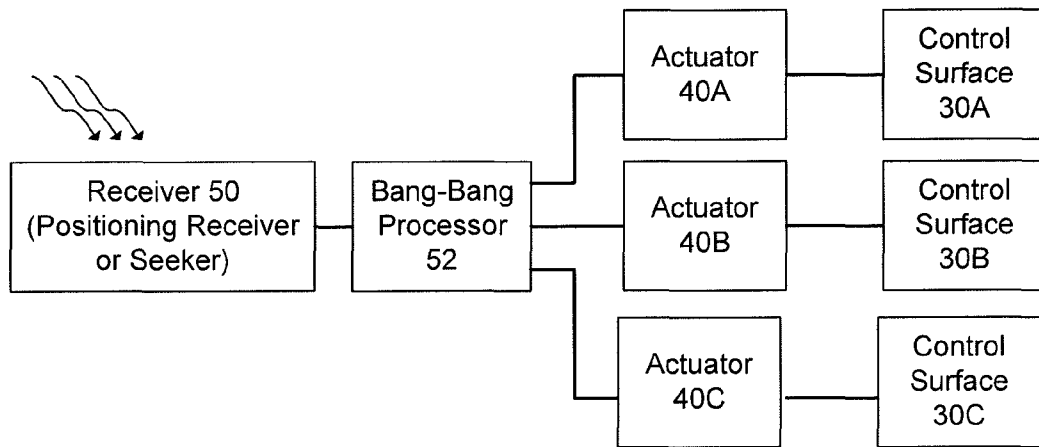 Receiver 50
(Positioning Receiver
or Seeker)
Bang-Bang
Processor
52
Actuator
40A
Control
Surface
30A
Actuator
40B
Control
Surface
30B
Actuator
40C
Control
Surface
30C